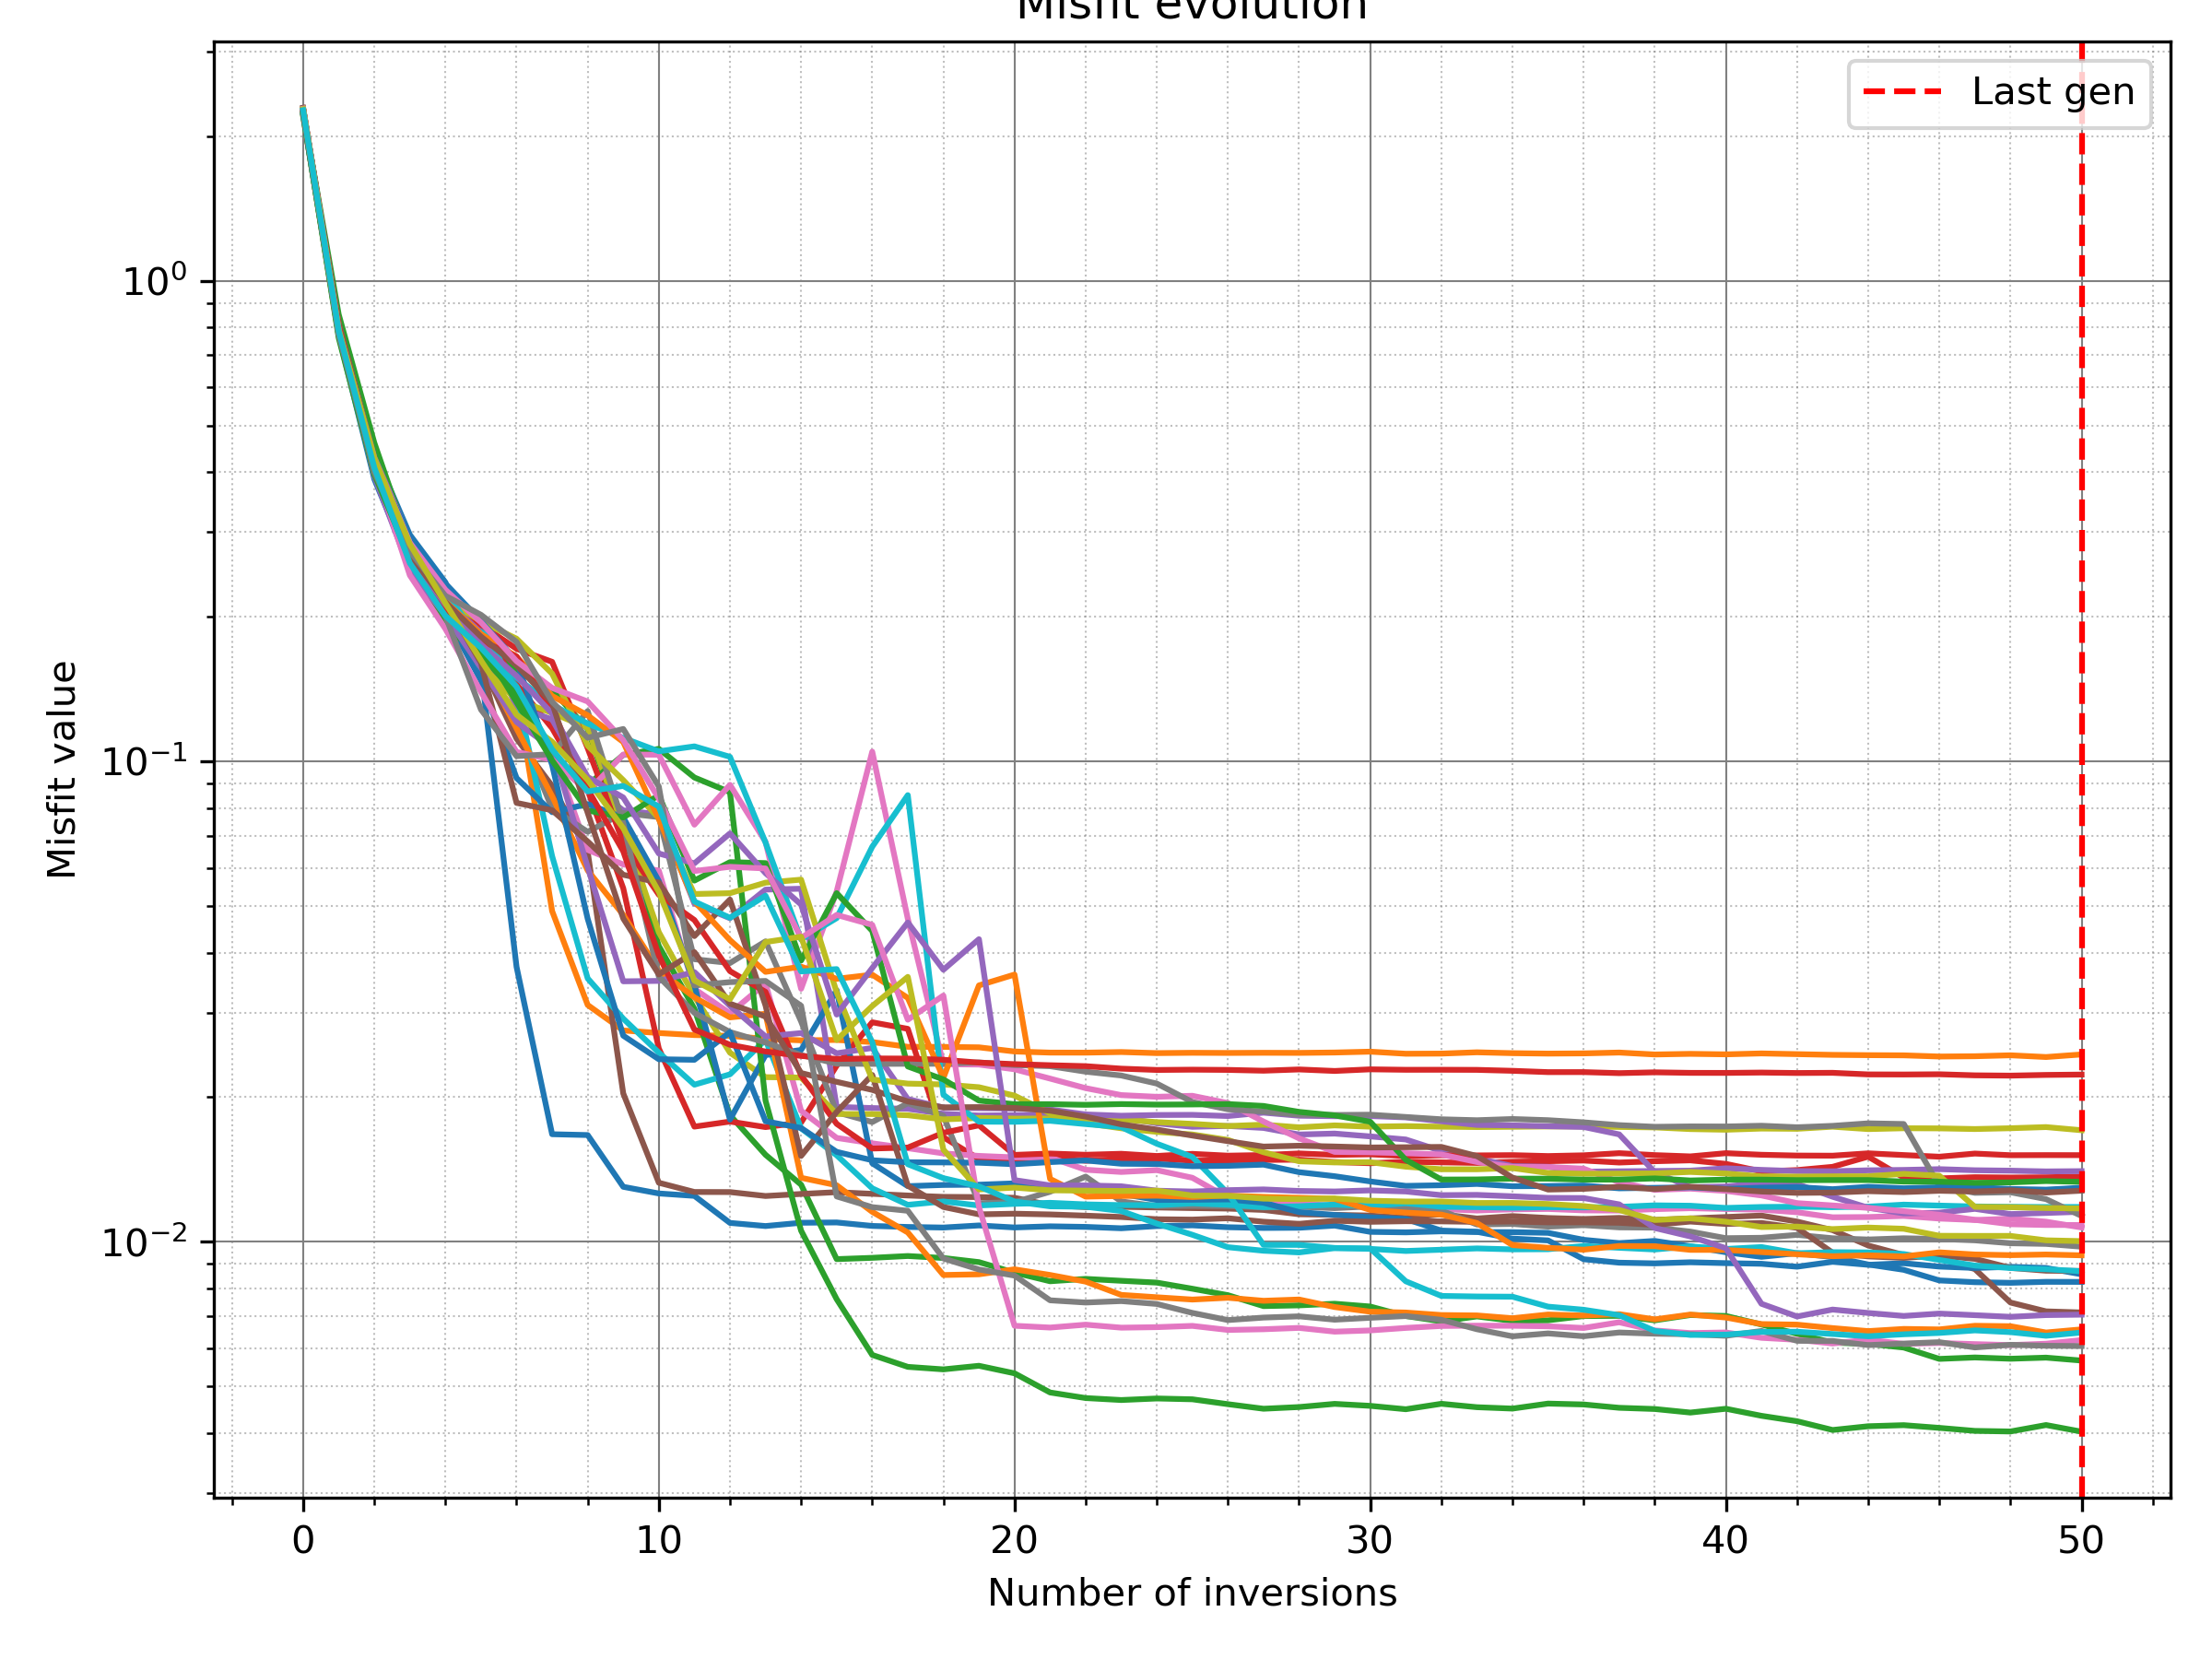 Misfit evolution
Last gen
10⁰
10⁻¹
10⁻²
Misfit value
0 10 20 30 40 50
Number of inversions